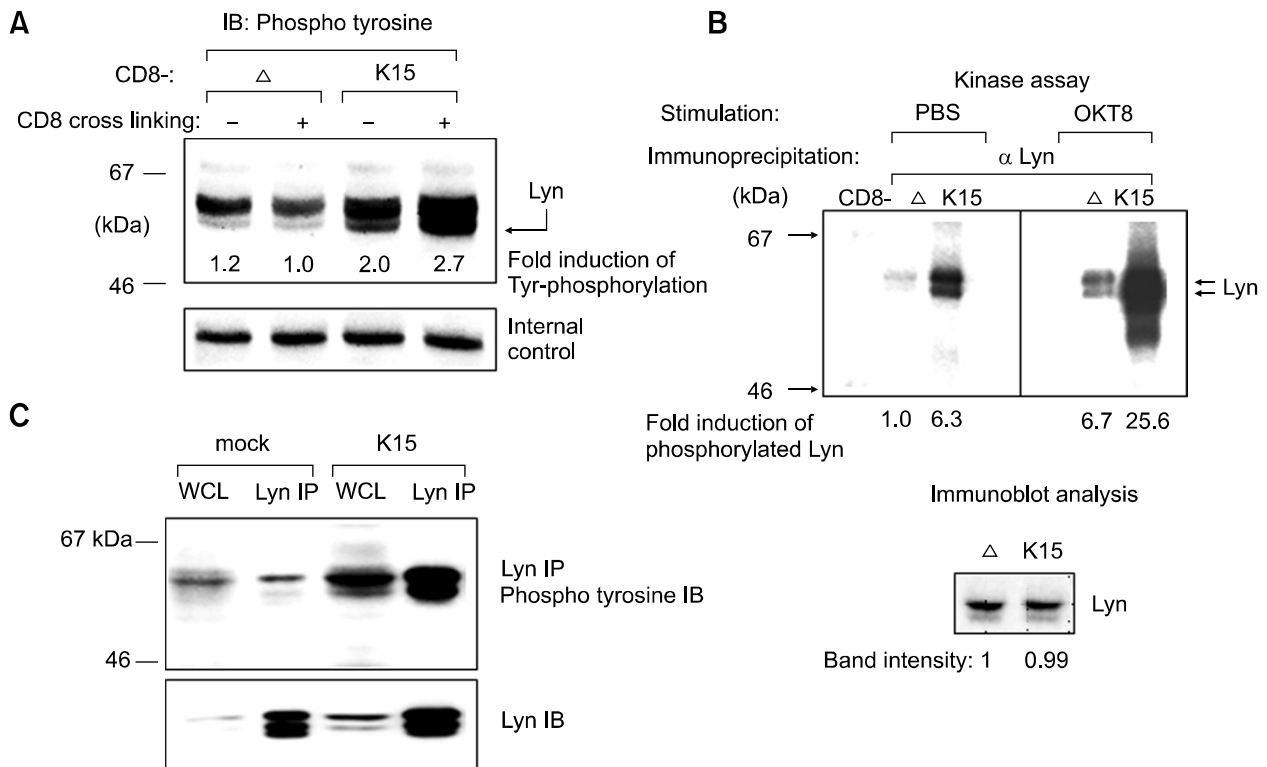 A
IB: Phospho tyrosine
CD8-: △ K15
CD8 cross linking: – + – +
67
(kDa)
46
Lyn
1.2 1.0 2.0 2.7
Fold induction of
Tyr-phosphorylation
Internal
control
B
Kinase assay
Stimulation: PBS OKT8
Immunoprecipitation: α Lyn
(kDa) CD8- △ K15 △ K15
67
Lyn
46
Fold induction of
phosphorylated Lyn
1.0 6.3 6.7 25.6
Immunoblot analysis
△ K15
Lyn
Band intensity: 1 0.99
C
mock K15
WCL Lyn IP WCL Lyn IP
67 kDa
Lyn IP
Phospho tyrosine IB
46
Lyn IB